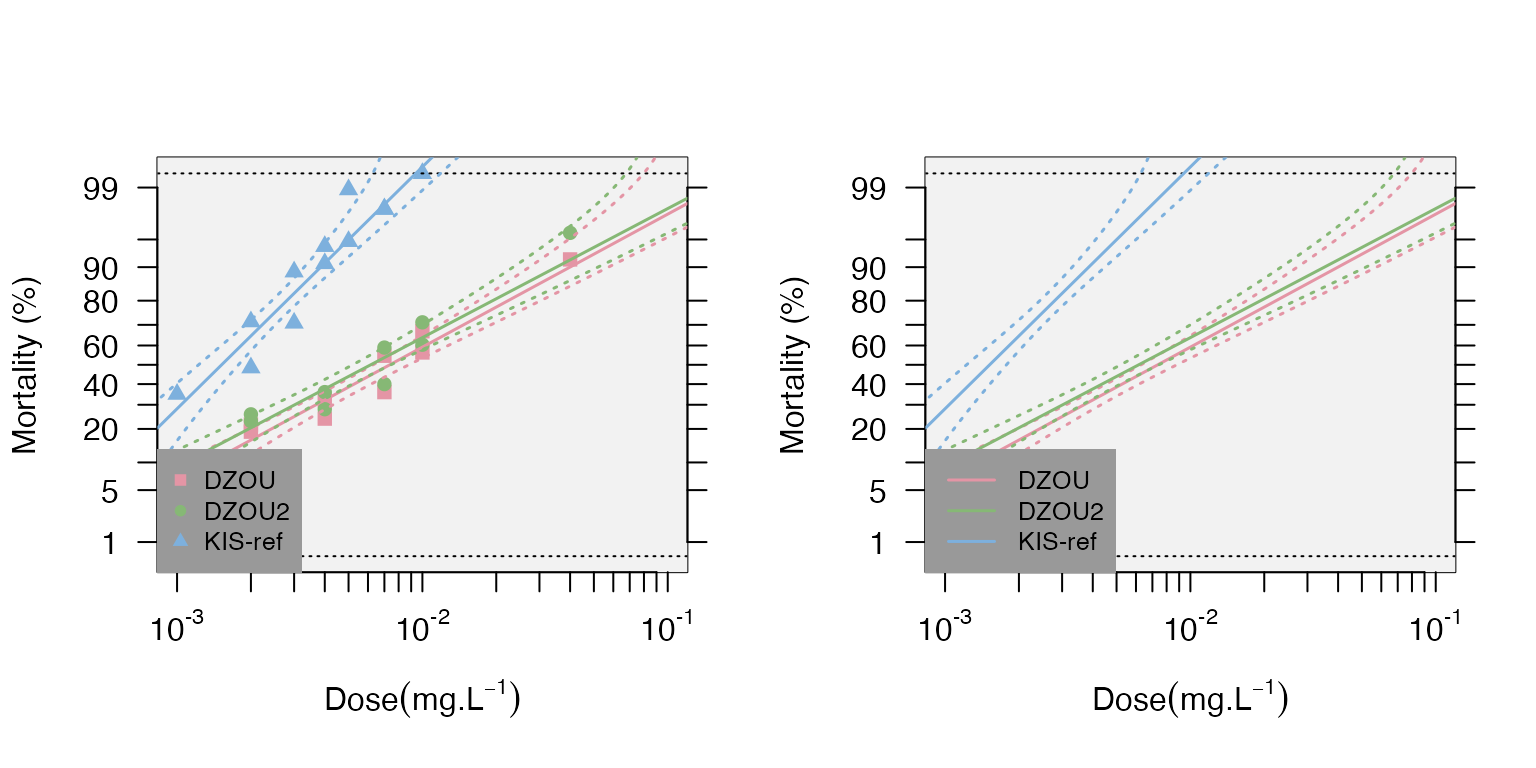 Mortality (%)
99
90
80
60
40
20
5
1
DZOU
DZOU2
KIS-ref
10⁻³
10⁻²
10⁻¹
Dose(mg.L⁻¹)
Mortality (%)
99
90
80
60
40
20
5
1
DZOU
DZOU2
KIS-ref
10⁻³
10⁻²
10⁻¹
Dose(mg.L⁻¹)